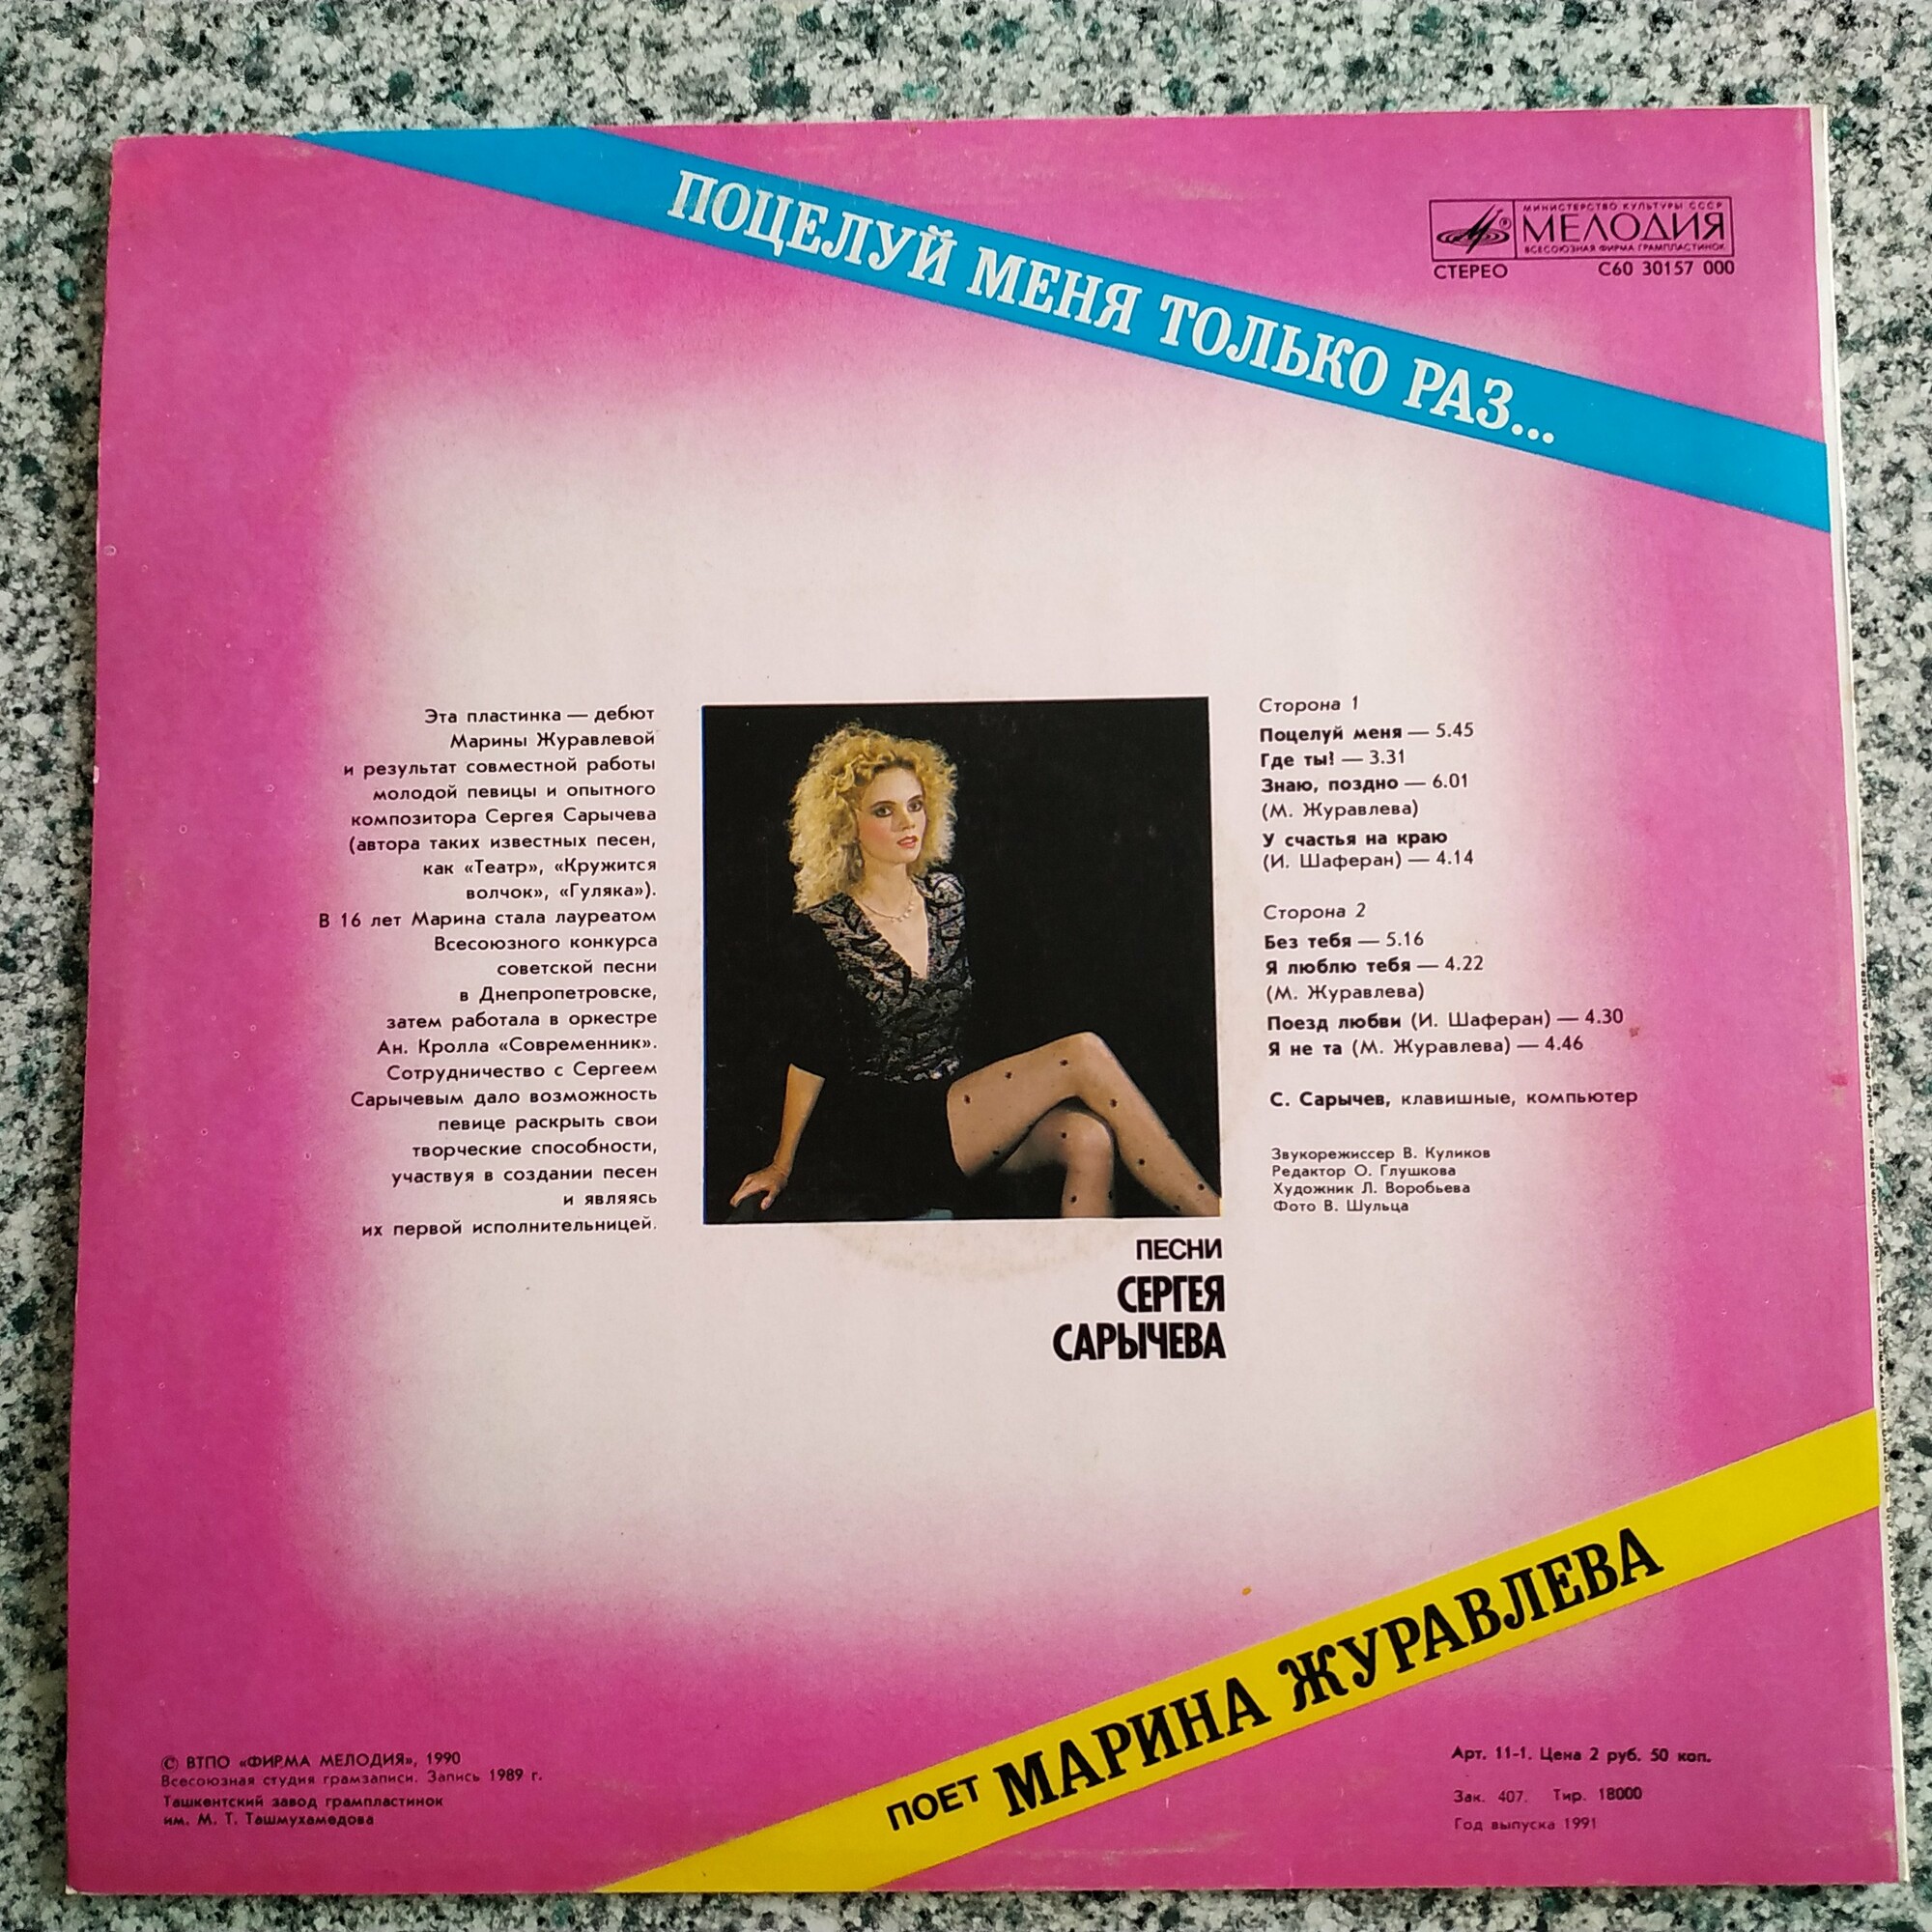 ПОЦЕЛУЙ МЕНЯ ТОЛЬКО РАЗ...
МИНИСТЕРСТВО КУЛЬТУРЫ СССР
МЕЛОДИЯ
ВСЕСОЮЗНАЯ ФИРМА ГРАМПЛАСТИНОК
СТЕРЕО С60 30157 000
Эта пластинка — дебют
Марины Журавлевой
и результат совместной работы
молодой певицы и опытного
композитора Сергея Сарычева
(автора таких известных песен,
как «Театр», «Кружится
волчок», «Гуляка»).
В 16 лет Марина стала лауреатом
Всесоюзного конкурса
советской песни
в Днепропетровске,
затем работала в оркестре
Ан. Кролла «Современник».
Сотрудничество с Сергеем
Сарычевым дало возможность
певице раскрыть свои
творческие способности,
участвуя в создании песен
и являясь
их первой исполнительницей.
Сторона 1
Поцелуй меня — 5.45
Где ты! — 3.31
Знаю, поздно — 6.01
(М. Журавлева)
У счастья на краю
(И. Шаферан) — 4.14
Сторона 2
Без тебя — 5.16
Я люблю тебя — 4.22
(М. Журавлева)
Поезд любви (И. Шаферан) — 4.30
Я не та (М. Журавлева) — 4.46
С. Сарычев, клавишные, компьютер
Звукорежиссер В. Куликов
Редактор О. Глушкова
Художник Л. Воробьева
Фото В. Шульца
ПЕСНИ
СЕРГЕЯ
САРЫЧЕВА
ПОЕТ МАРИНА ЖУРАВЛЕВА
© ВТПО «ФИРМА МЕЛОДИЯ», 1990
Всесоюзная студия грамзаписи. Запись 1989 г.
Ташкентский завод грампластинок
им. М. Т. Ташмухамедова
Арт. 11-1. Цена 2 руб. 50 коп.
Зак. 407. Тир. 18000
Год выпуска 1991